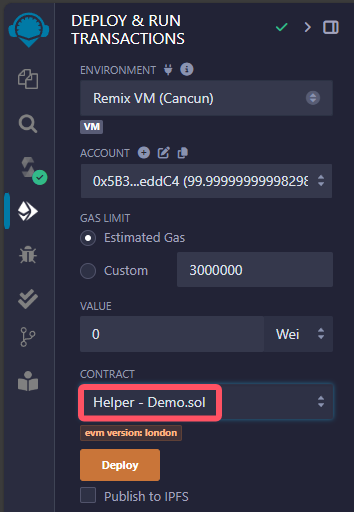 DEPLOY & RUN
TRANSACTIONS
ENVIRONMENT
Remix VM (Cancun)
VM
ACCOUNT
0x5B3...eddC4 (99.99999999998298
GAS LIMIT
Estimated Gas
Custom 3000000
VALUE
0 Wei
CONTRACT
Helper - Demo.sol
evm version: london
Deploy
Publish to IPFS